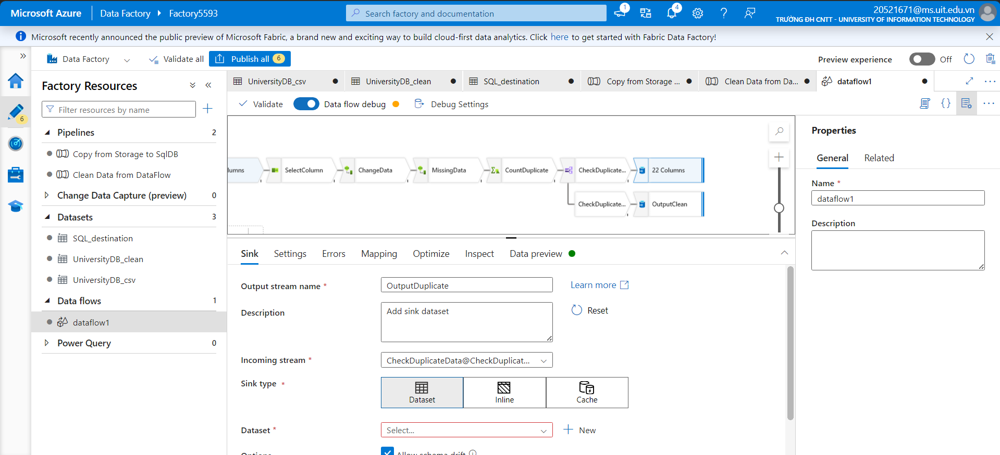 Microsoft Azure
Data Factory
Factory5593
Search factory and documentation
1
4
20521671@ms.uit.edu.vn
TRƯỜNG ĐH CNTT - UNIVERSITY OF INFORMATION TECHNOLOGY
Microsoft recently announced the public preview of Microsoft Fabric, a brand new and exciting way to build cloud-first data analytics. Click here to get started with Fabric Data Factory!
Data Factory
Validate all
Publish all 6
Preview experience
Off
6
Factory Resources
Filter resources by name
Pipelines 2
Copy from Storage to SqlDB
Clean Data from DataFlow
Change Data Capture (preview) 0
Datasets 3
SQL_destination
UniversityDB_clean
UniversityDB_csv
Data flows 1
dataflow1
Power Query 0
UniversityDB_csv
UniversityDB_clean
SQL_destination
Copy from Storage ...
Clean Data from Da...
dataflow1
Validate
Data flow debug
Debug Settings
lumns
SelectColumn
ChangeData
MissingData
CountDuplicate
CheckDuplicate...
22 Columns
CheckDuplicate...
OutputClean
Sink
Settings
Errors
Mapping
Optimize
Inspect
Data preview
Output stream name *
OutputDuplicate
Learn more
Description
Add sink dataset
Reset
Incoming stream *
CheckDuplicateData@CheckDuplicat...
Sink type *
Dataset
Inline
Cache
Dataset *
Select...
New
Options
Allow schema drift
Properties
General
Related
Name *
dataflow1
Description